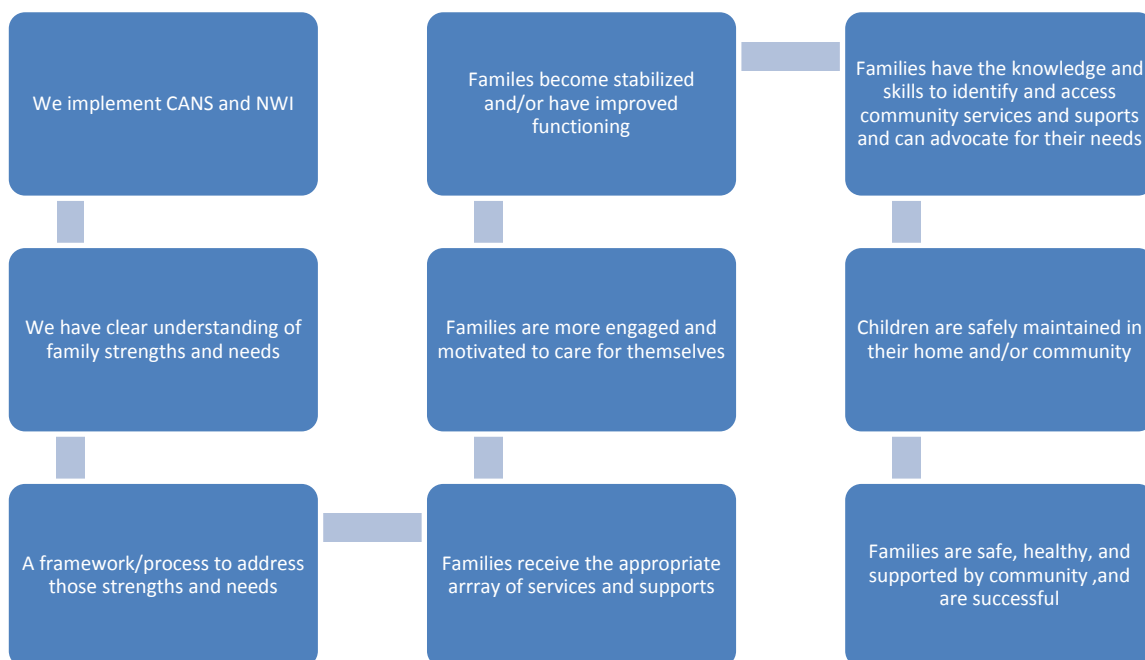 We implement CANS and NWI
We have clear understanding of
family strengths and needs
A framework/process to address
those strengths and needs
Families receive the appropriate
arrray of services and supports
Families are more engaged and
motivated to care for themselves
Familes become stabilized
and/or have improved
functioning
Families have the knowledge and
skills to identify and access
community services and suports
and can advocate for their needs
Children are safely maintained in
their home and/or community
Families are safe, healthy, and
supported by community ,and
are successful